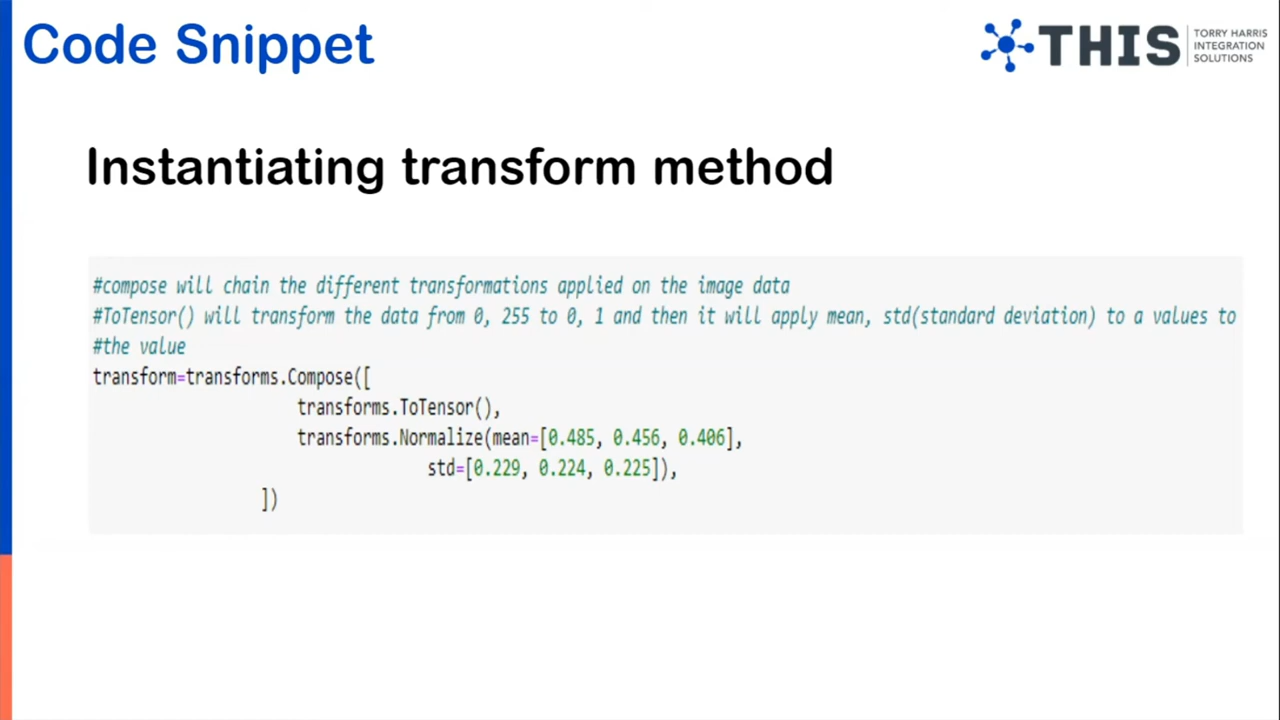 Code Snippet
THIS
TORRY HARRIS
INTEGRATION
SOLUTIONS
Instantiating transform method
#compose will chain the different transformations applied on the image data
#ToTensor() will transform the data from 0, 255 to 0, 1 and then it will apply mean, std(standard deviation) to a values to
#the value
transform=transforms.Compose([
transforms.ToTensor(),
transforms.Normalize(mean=[0.485, 0.456, 0.406],
std=[0.229, 0.224, 0.225]),
])